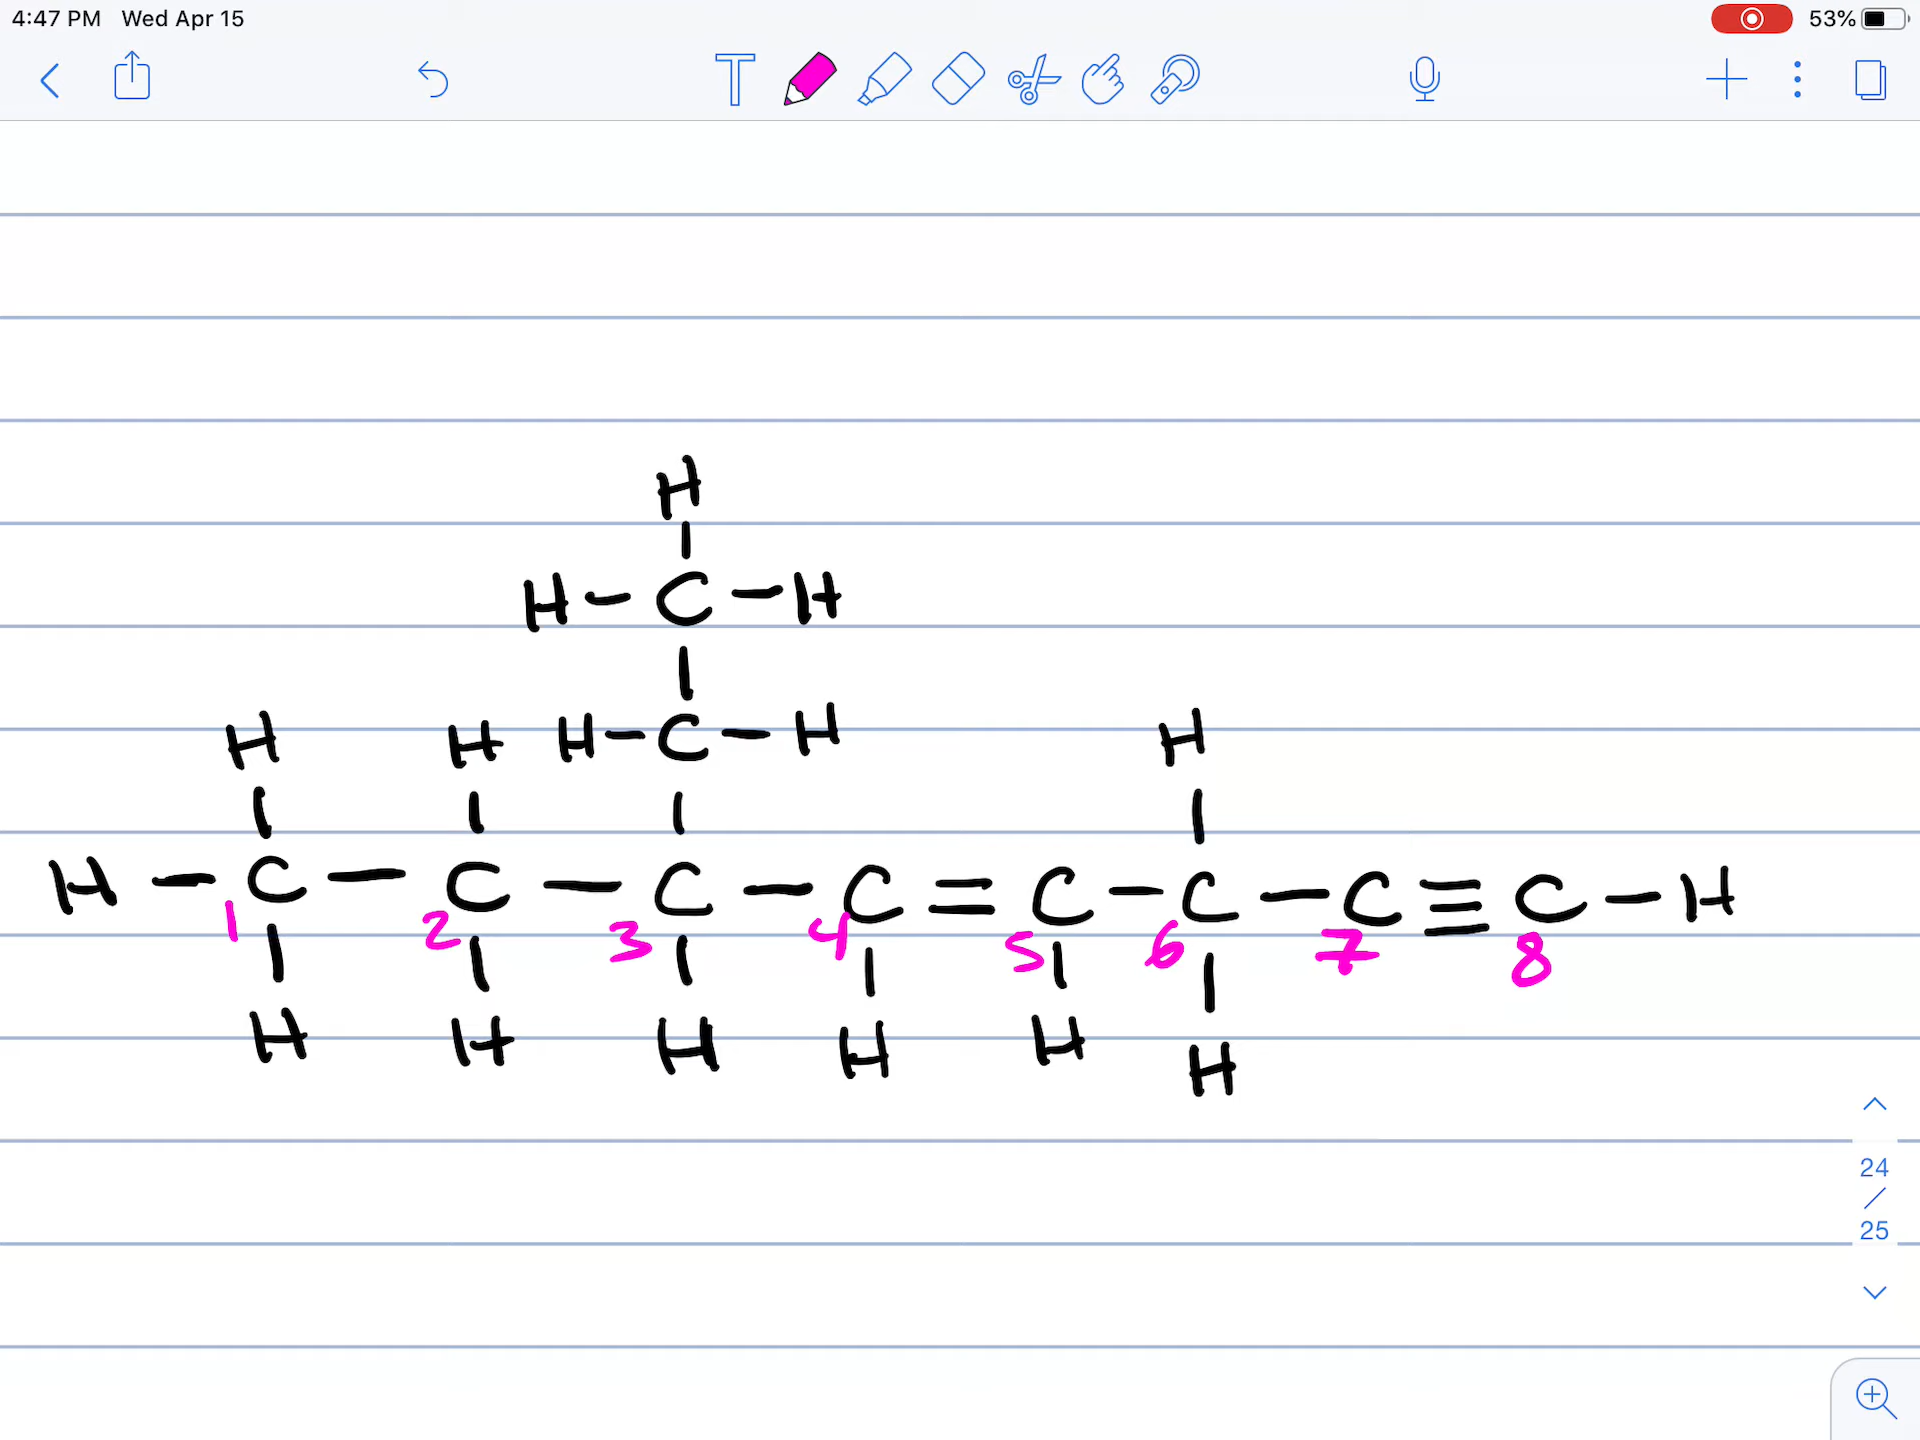 4:47 PM Wed Apr 15 53%
T
H
H - C - H
H H H - C - H H
H - C - C - C - C = C - C - C ≡ C - H
1 2 3 4 5 6 7 8
H H H H H H
24
/
25